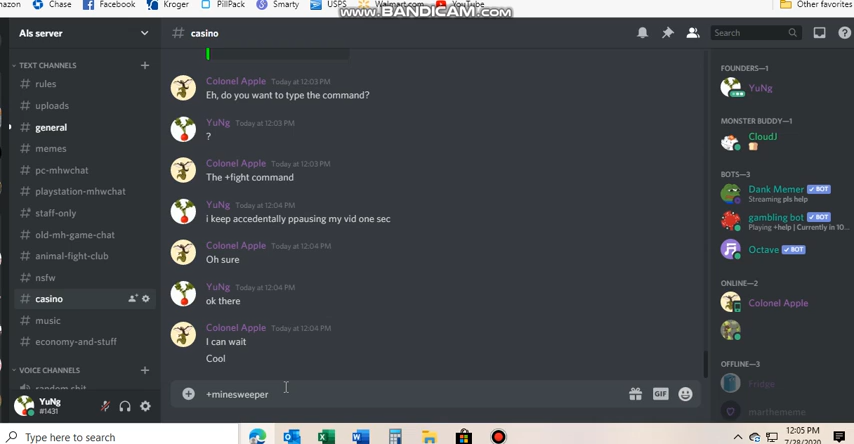 Chase
Facebook
Kroger
PillPack
Smarty
USPS
Walmart.com
YouTube
Other favorites
www.BANDICAM.com
Als server
# casino
Search
TEXT CHANNELS
# rules
# uploads
# general
# memes
# pc-mhwchat
# playstation-mhwchat
# staff-only
# old-mh-game-chat
# animal-fight-club
# nsfw
# casino
# music
# economy-and-stuff
VOICE CHANNELS
YuNg
#1431
Colonel Apple Today at 12:03 PM
Eh, do you want to type the command?
YuNg Today at 12:03 PM
?
Colonel Apple Today at 12:03 PM
The +fight command
YuNg Today at 12:04 PM
i keep accedentally ppausing my vid one sec
Colonel Apple Today at 12:04 PM
Oh sure
YuNg Today at 12:04 PM
ok there
Colonel Apple Today at 12:04 PM
I can wait
Cool
+minesweeper
GIF
FOUNDERS—1
YuNg
MONSTER BUDDY—1
CloudJ
BOTS—3
Dank Memer BOT
Streaming pls help
gambling bot BOT
Playing +help | Currently in 10...
Octave BOT
ONLINE—2
Colonel Apple
OFFLINE—3
Fridge
marthememe
Type here to search
12:05 PM
7/28/2020